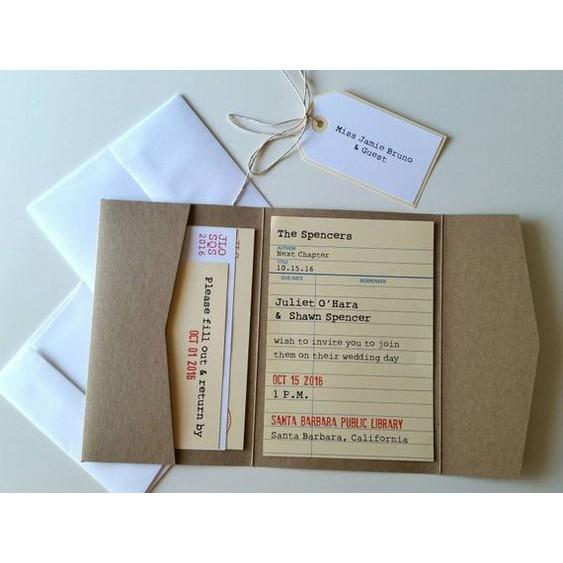 Miss Jamie Bruno
& Guest
The Spencers
AUTHOR
Next Chapter
TITLE
10.15.16
DUE DATE BORROWER
Juliet O'Hara
& Shawn Spencer
wish to invite you to join
them on their wedding day
OCT 15 2016
1 P.M.
SANTA BARBARA PUBLIC LIBRARY
Santa Barbara, California
JLO
SQS
2016
Please fill out & return by
OCT 01 2016